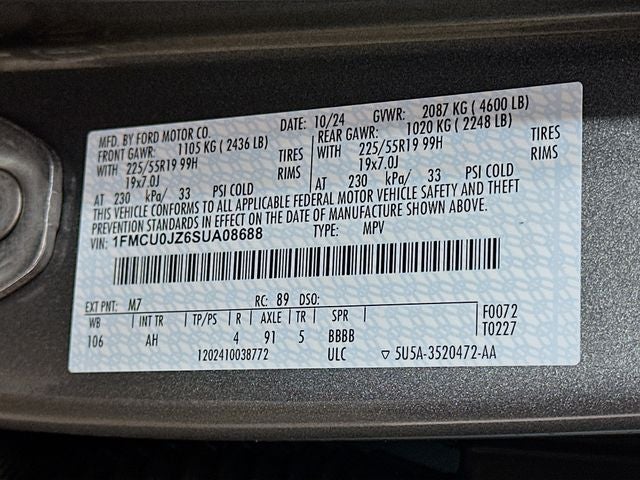 MFD. BY FORD MOTOR CO. DATE: 10/24 GVWR: 2087 KG ( 4600 LB)
FRONT GAWR: 1105 KG ( 2436 LB) REAR GAWR: 1020 KG ( 2248 LB)
WITH 225/55R19 99H TIRES WITH 225/55R19 99H TIRES
19x7.0J RIMS 19x7.0J RIMS
AT 230 kPa/ 33 PSI COLD AT 230 kPa/ 33 PSI COLD
THIS VEHICLE CONFORMS TO ALL APPLICABLE FEDERAL MOTOR VEHICLE SAFETY AND THEFT
PREVENTION STANDARDS IN EFFECT ON THE DATE OF MANUFACTURE SHOWN ABOVE.
VIN: 1FMCU0JZ6SUA08688 TYPE: MPV
EXT PNT: M7 RC: 89 DSO:
WB INT TR TP/PS R AXLE TR SPR F0072
106 AH 4 91 5 BBBB T0227
1202410038772 ULC ▽ 5U5A-3520472-AA